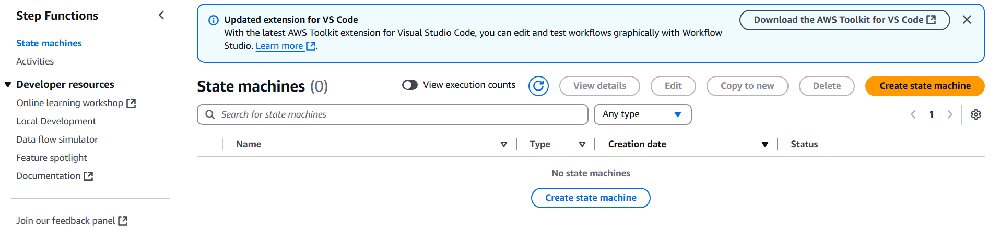 Step Functions
State machines
Activities
Developer resources
Online learning workshop
Local Development
Data flow simulator
Feature spotlight
Documentation
Join our feedback panel
Updated extension for VS Code
With the latest AWS Toolkit extension for Visual Studio Code, you can edit and test workflows graphically with Workflow
Studio. Learn more .
Download the AWS Toolkit for VS Code
State machines (0)
View execution counts
View details
Edit
Copy to new
Delete
Create state machine
Search for state machines
Any type
1
Name
Type
Creation date
Status
No state machines
Create state machine